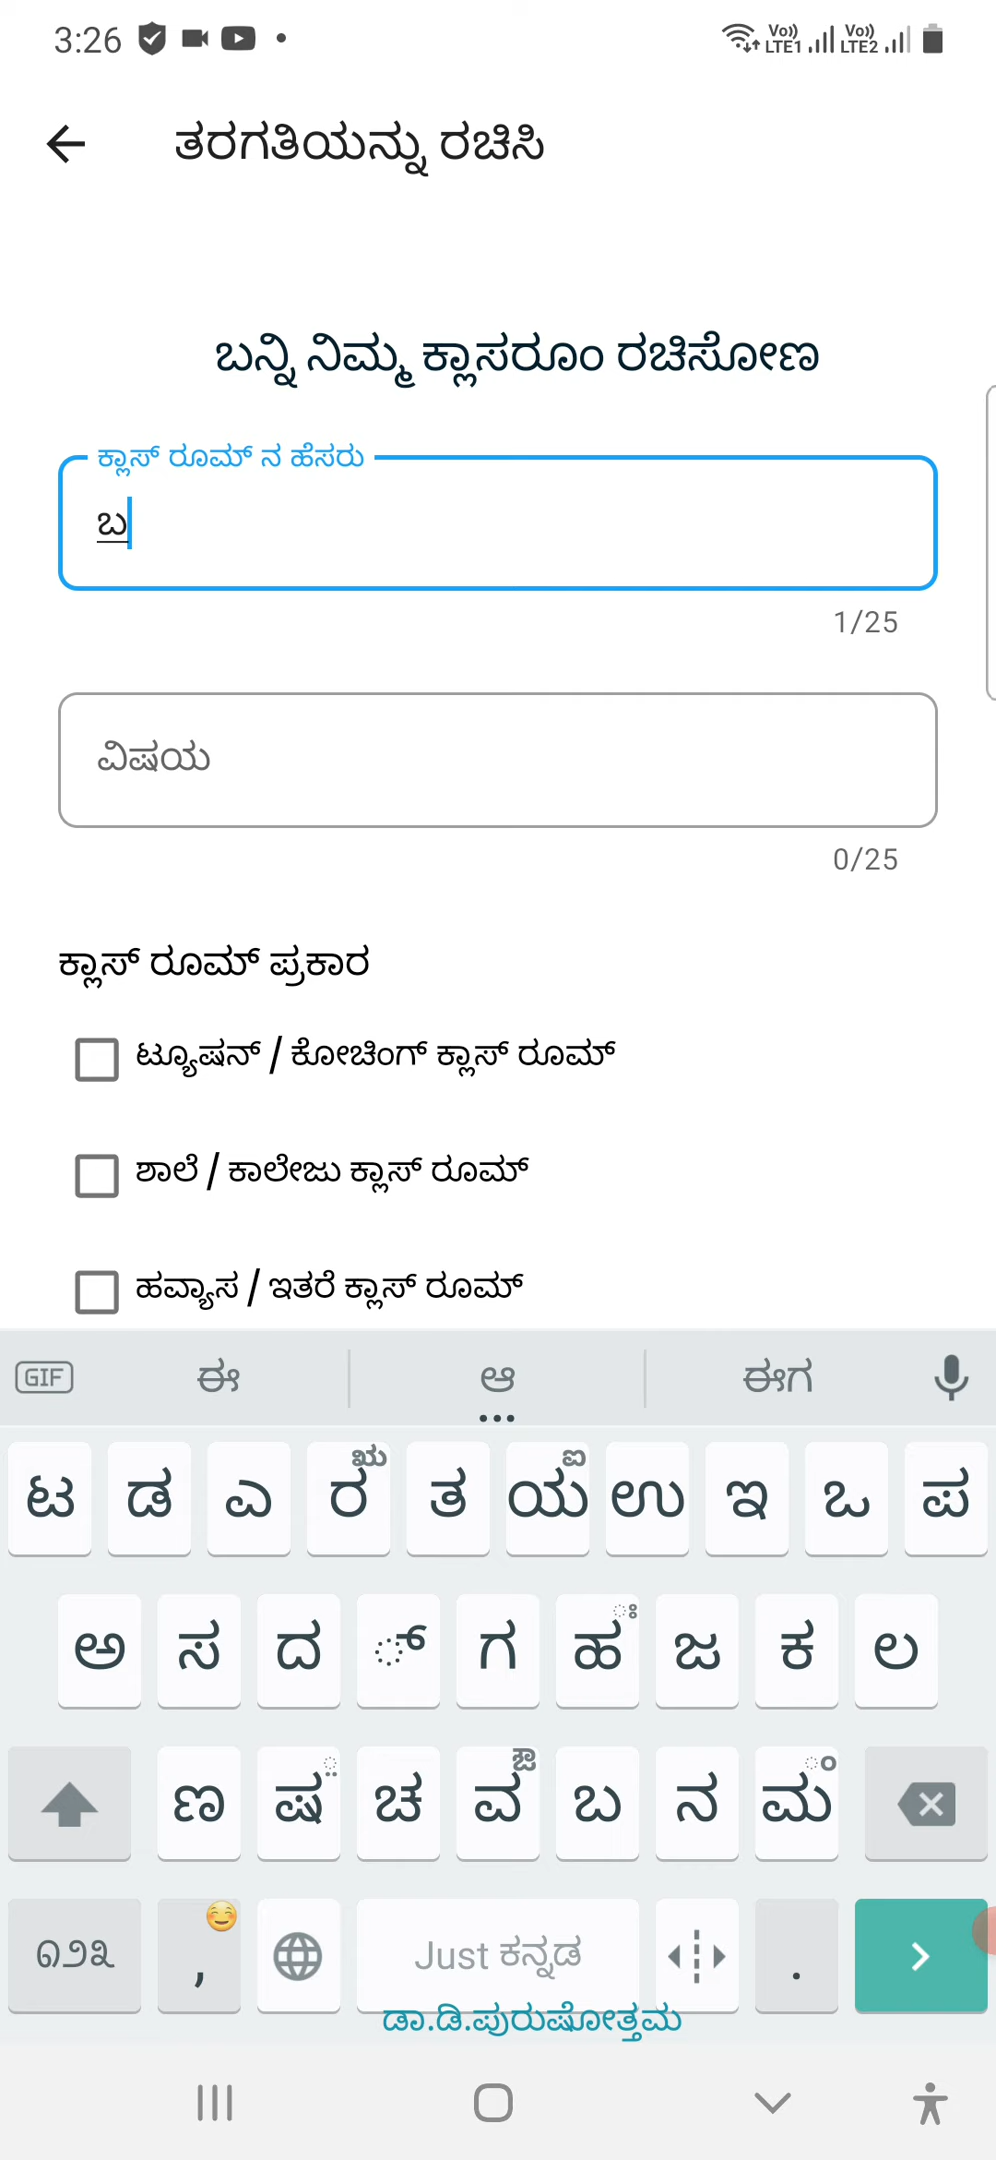 3:26 Vo)) LTE1 Vo)) LTE2
ತರಗತಿಯನ್ನು ರಚಿಸಿ
ಬನ್ನಿ ನಿಮ್ಮ ಕ್ಲಾಸರೂಂ ರಚಿಸೋಣ
ಕ್ಲಾಸ್ ರೂಮ್ ನ ಹೆಸರು
ಬ
1/25
ವಿಷಯ
0/25
ಕ್ಲಾಸ್ ರೂಮ್ ಪ್ರಕಾರ
ಟ್ಯೂಷನ್ / ಕೋಚಿಂಗ್ ಕ್ಲಾಸ್ ರೂಮ್
ಶಾಲೆ / ಕಾಲೇಜು ಕ್ಲಾಸ್ ರೂಮ್
ಹವ್ಯಾಸ / ಇತರೆ ಕ್ಲಾಸ್ ರೂಮ್
GIF ಈ ಆ ಈಗ
ಟ ಡ ಎ ರ ಋ ತ ಯ ಐ ಉ ಇ ಒ ಪ
ಅ ಸ ದ ್ ಗ ಹ ಃ ಜ ಕ ಲ
ಣ ಷ ಼ ಚ ವ ಔ ಬ ನ ಮ ಂ
೧೨೩ , Just ಕನ್ನಡ .
ಡಾ.ಡಿ.ಪುರುಷೋತ್ತಮ